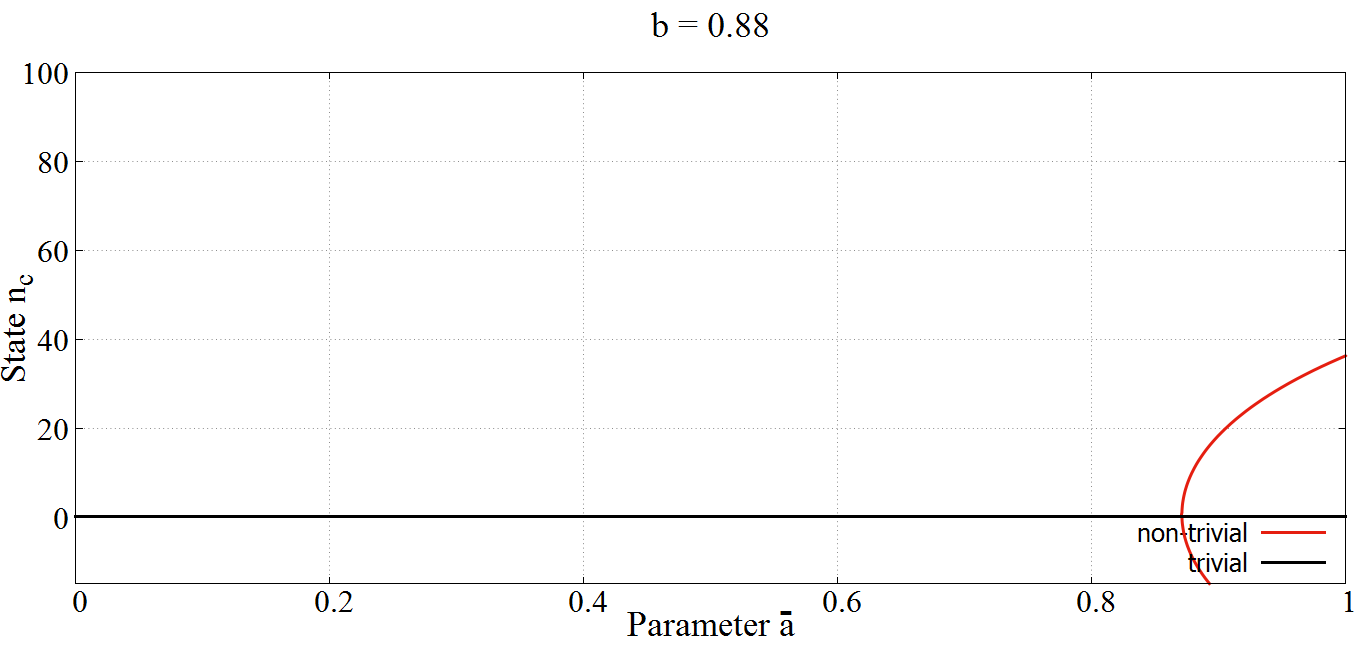 b = 0.88
100
80
60
40
20
0
State n_c
non-trivial
trivial
0 0.2 0.4 0.6 0.8 1
Parameter ā